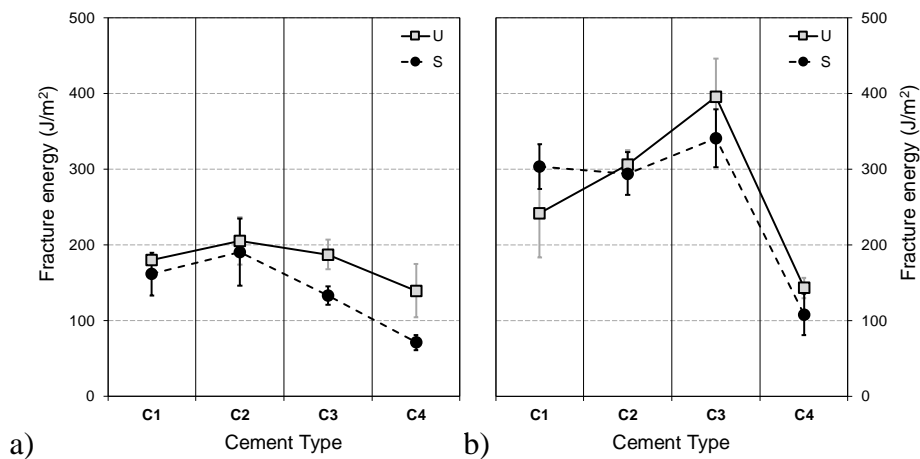 500
400
300
200
100
0
Fracture energy (J/m²)
U
S
C1 C2 C3 C4
Cement Type
a)
U
S
C1 C2 C3 C4
Cement Type
b)
500
400
300
200
100
0
Fracture energy (J/m²)